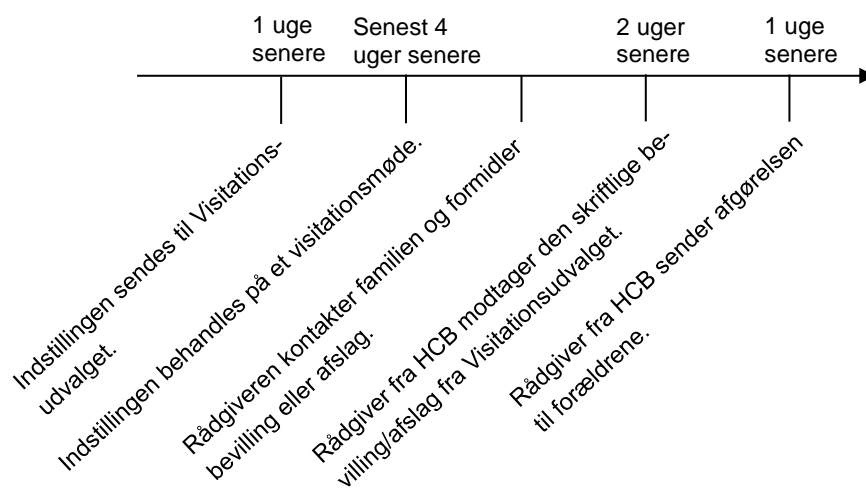 1 uge
senere
Senest 4
uger senere
2 uger
senere
1 uge
senere
Indstillingen sendes til Visitations-
udvalget.
Indstillingen behandles på et visitationsmøde.
Rådgiveren kontakter familien og formidler
bevilling eller afslag.
Rådgiver fra HCB modtager den skriftlige be-
villing/afslag fra Visitationsudvalget.
Rådgiver fra HCB sender afgørelsen
til forældrene.